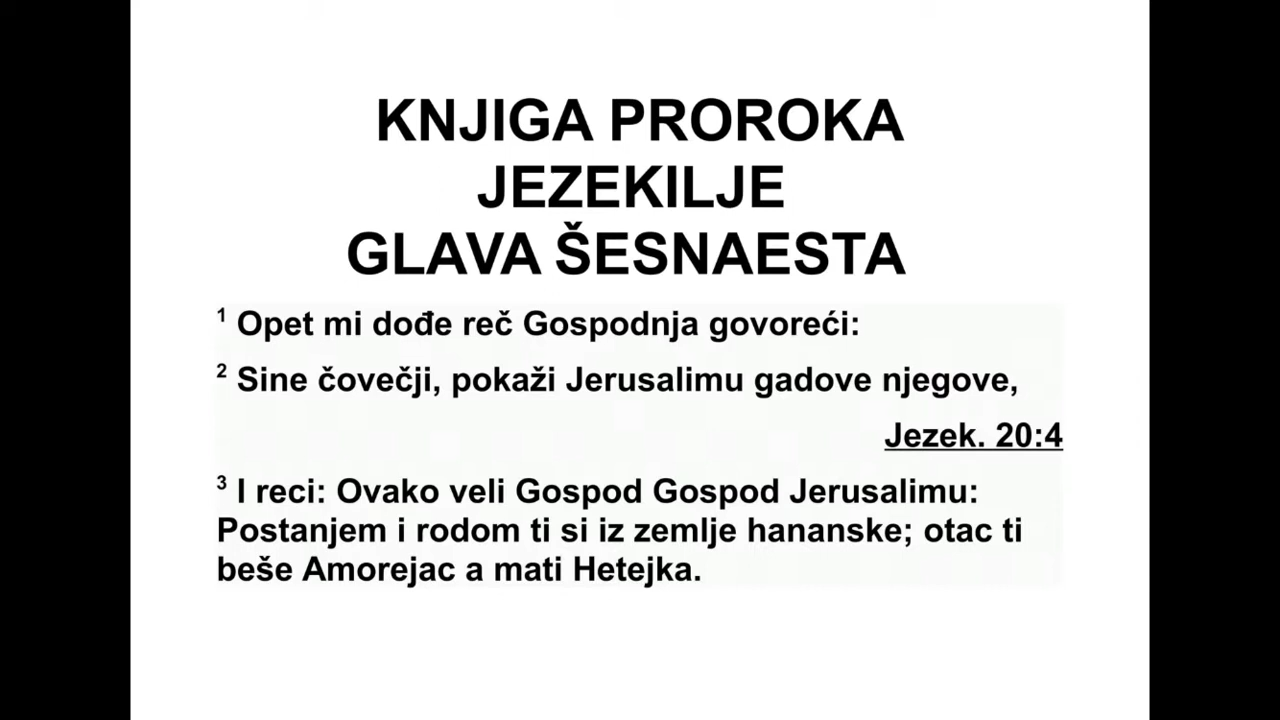 KNJIGA PROROKA
JEZEKILJE
GLAVA ŠESNAESTA
1 Opet mi dođe reč Gospodnja govoreći:
2 Sine čovečji, pokaži Jerusalimu gadove njegove,
Jezek. 20:4
3 I reci: Ovako veli Gospod Gospod Jerusalimu:
Postanjem i rodom ti si iz zemlje hananske; otac ti
beše Amorejac a mati Hetejka.